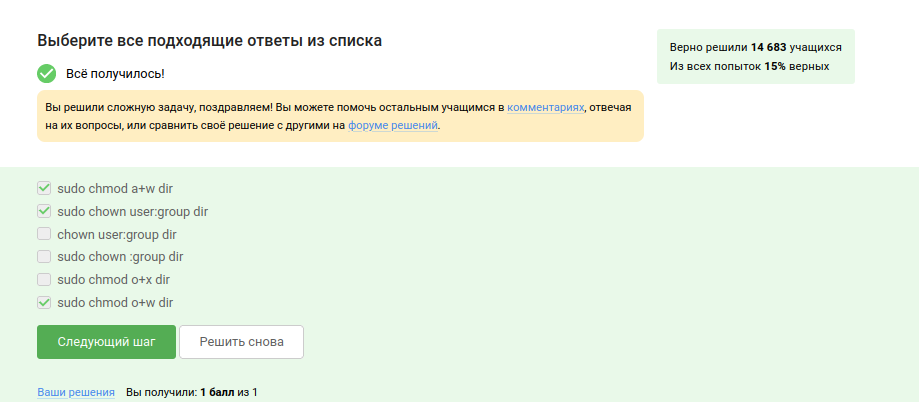 Выберите все подходящие ответы из списка
Верно решили 14 683 учащихся
Из всех попыток 15% верных
Всё получилось!
Вы решили сложную задачу, поздравляем! Вы можете помочь остальным учащимся в комментариях, отвечая
на их вопросы, или сравнить своё решение с другими на форуме решений.
sudo chmod a+w dir
sudo chown user:group dir
chown user:group dir
sudo chown :group dir
sudo chmod o+x dir
sudo chmod o+w dir
Следующий шаг
Решить снова
Ваши решения Вы получили: 1 балл из 1